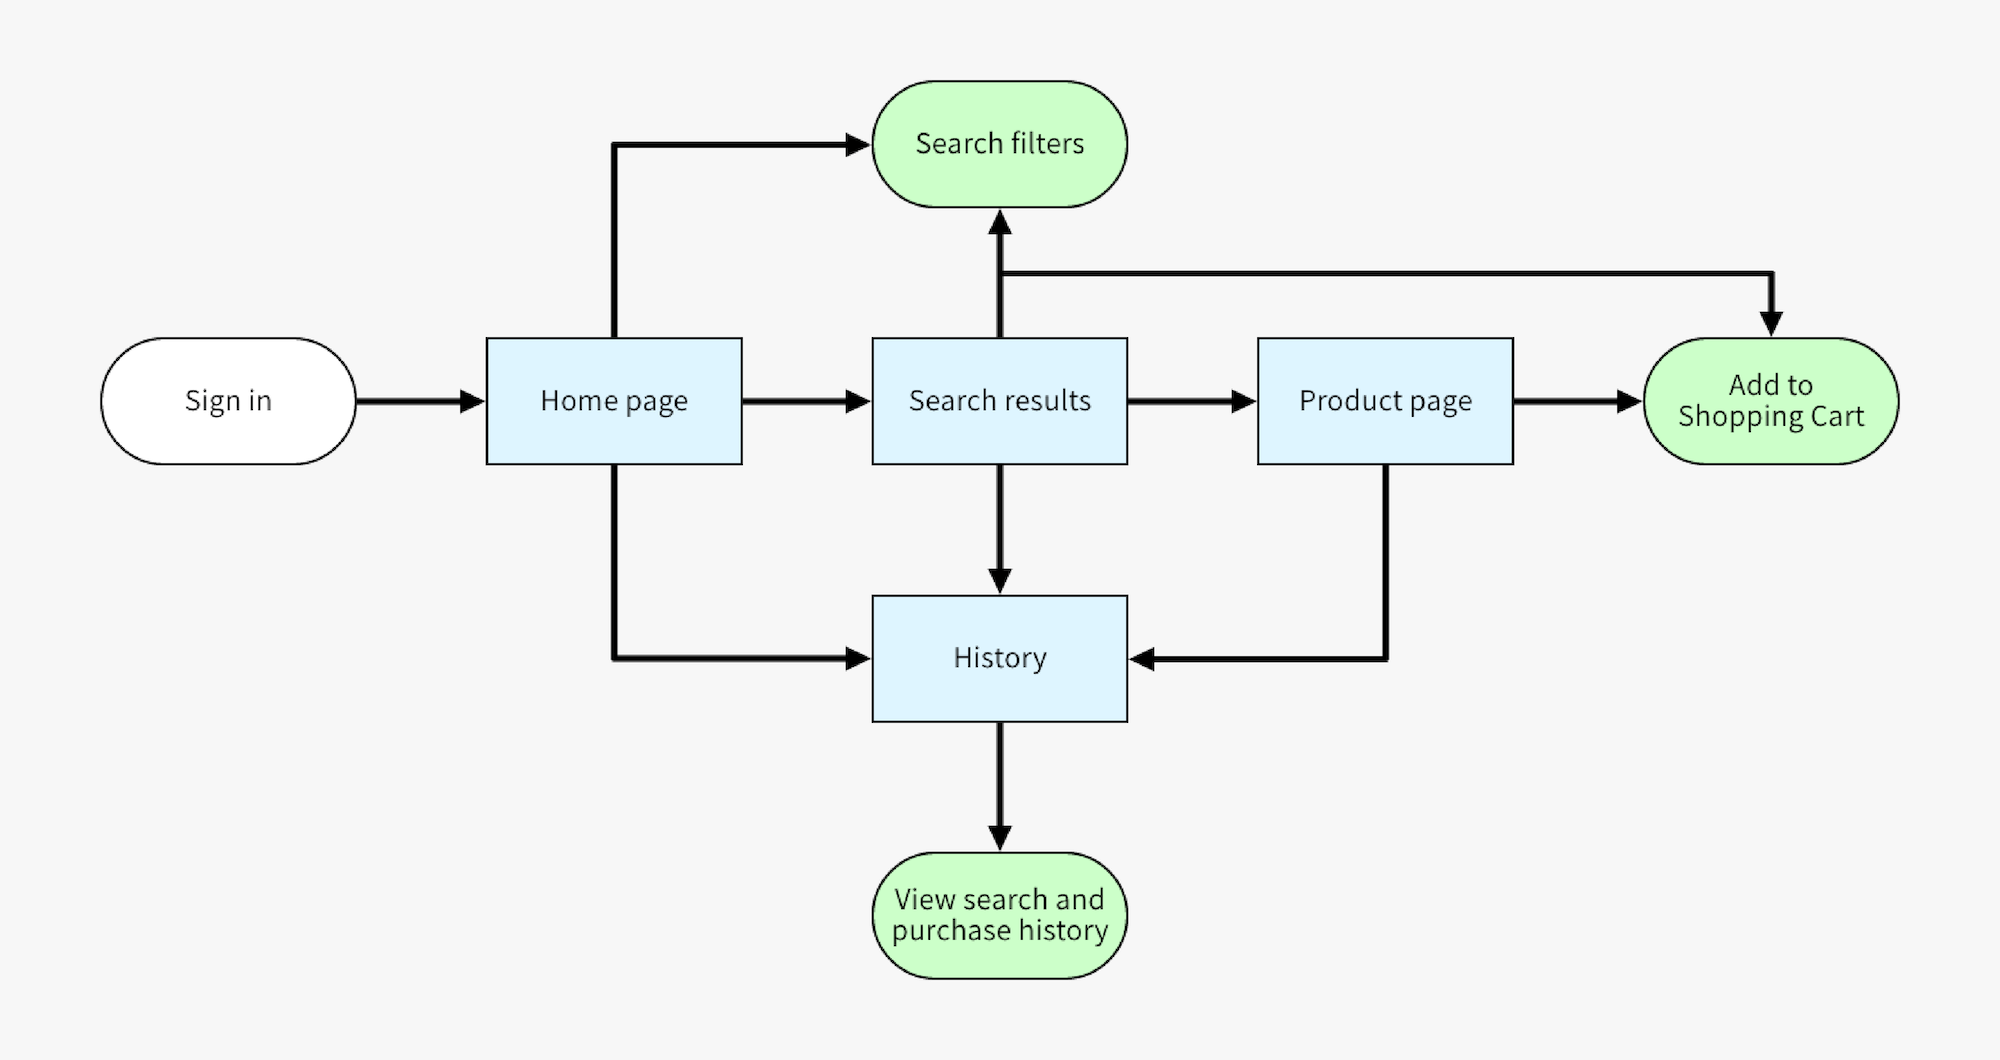 Search filters
Sign in
Home page
Search results
Product page
Add to
Shopping Cart
History
View search and
purchase history